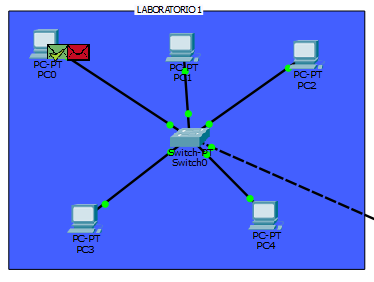 LABORATORIO 1
PC-PT
PC0
PC-PT
PC1
PC-PT
PC2
Switch-PT
Switch0
PC-PT
PC3
PC-PT
PC4